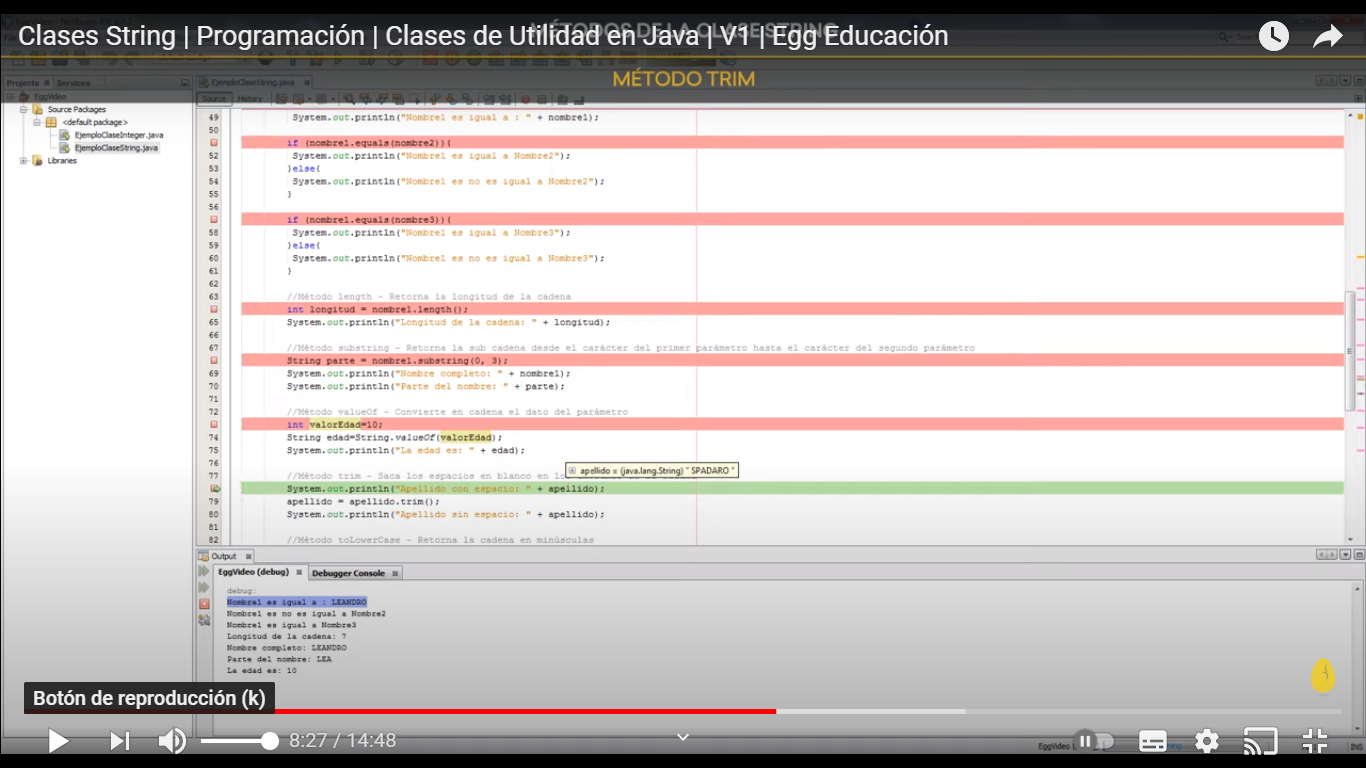 MÉTODOS DE LA CLASE STRING
Clases String | Programación | Clases de Utilidad en Java | V1 | Egg Educación
MÉTODO TRIM
Projects
Services
EjemploClaseString.java
EggVideo
Source Packages
<default package>
EjemploClaseInteger.java
EjemploClaseString.java
Libraries
Source
History
49 System.out.println("Nombre1 es igual a : " + nombre1);
50
if (nombre1.equals(nombre2)){
52 System.out.println("Nombre1 es igual a Nombre2");
53 }else{
54 System.out.println("Nombre1 es no es igual a Nombre2");
55 }
56
if (nombre1.equals(nombre3)){
58 System.out.println("Nombre1 es igual a Nombre3");
59 }else{
60 System.out.println("Nombre1 es no es igual a Nombre3");
61 }
62
63 //Método length - Retorna la longitud de la cadena
int longitud = nombre1.length();
65 System.out.println("Longitud de la cadena: " + longitud);
66
67 //Método substring - Retorna la sub cadena desde el carácter del primer parámetro hasta el carácter del segundo parámetro
String parte = nombre1.substring(0, 3);
69 System.out.println("Nombre completo: " + nombre1);
70 System.out.println("Parte del nombre: " + parte);
71
72 //Método valueOf - Convierte en cadena el dato del parámetro
int valorEdad=10;
74 String edad=String.valueOf(valorEdad);
75 System.out.println("La edad es: " + edad);
76
apellido = (java.lang.String) " SPADARO "
77 //Método trim - Saca los espacios en blanco en lo
System.out.println("Apellido con espacio: " + apellido);
79 apellido = apellido.trim();
80 System.out.println("Apellido sin espacio: " + apellido);
81
82 //Método toLowerCase - Retorna la cadena en minúsculas
Output
EggVideo (debug)
Debugger Console
debug:
Nombre1 es igual a : LEANDRO
Nombre1 es no es igual a Nombre2
Nombre1 es igual a Nombre3
Longitud de la cadena: 7
Nombre completo: LEANDRO
Parte del nombre: LEA
La edad es: 10
Botón de reproducción (k)
8:27 / 14:48
EggVideo
INS